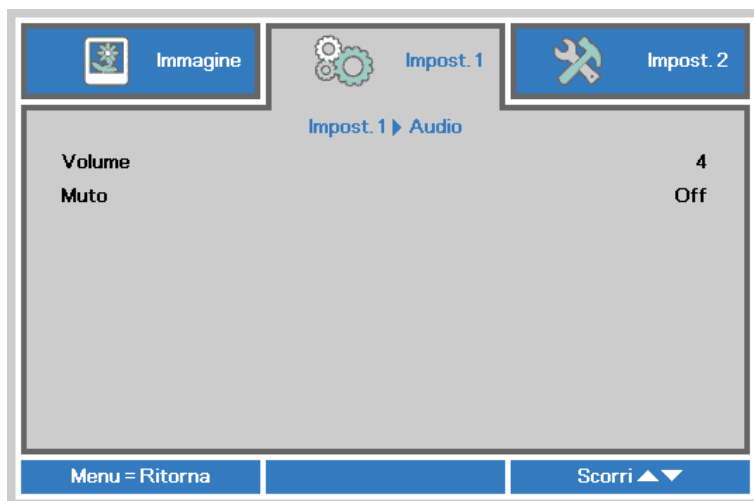 Immagine
Impost. 1
Impost. 2
Impost. 1 Audio
Volume 4
Muto Off
Menu = Ritorna Scorri